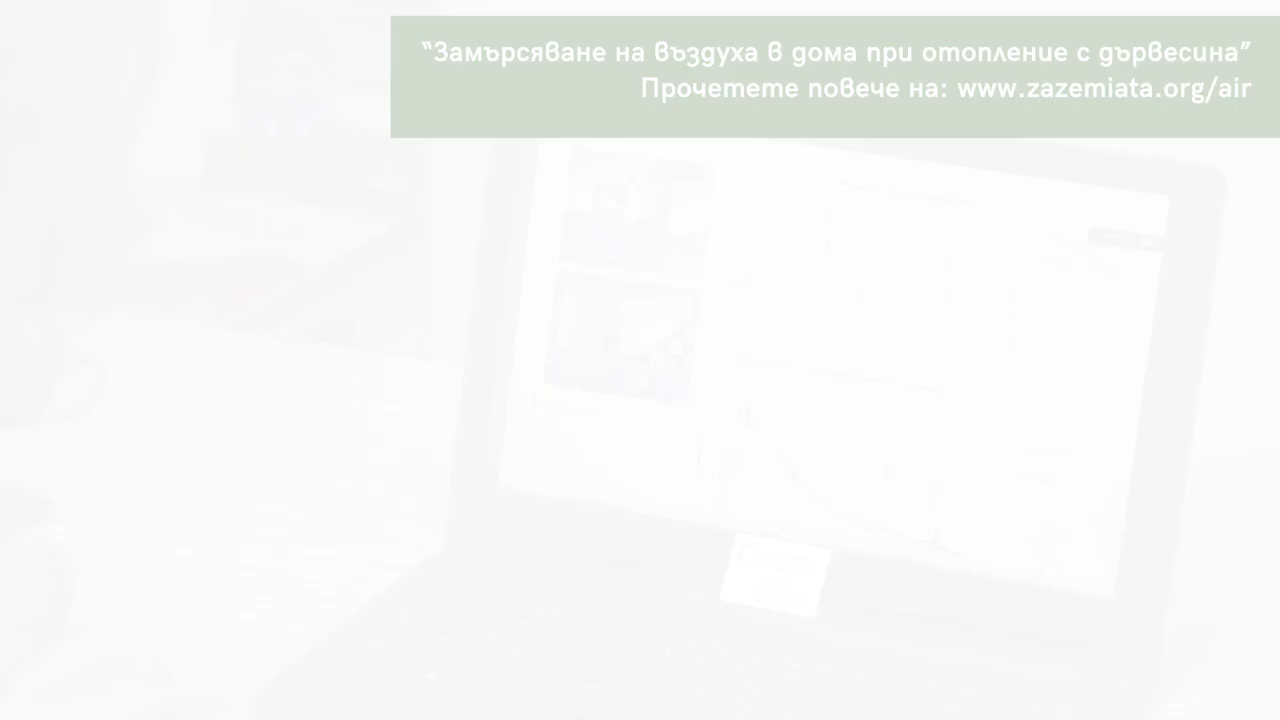 “Замърсяване на въздуха в дома при отопление с дървесина”
Прочетете повече на: www.zazemiata.org/air